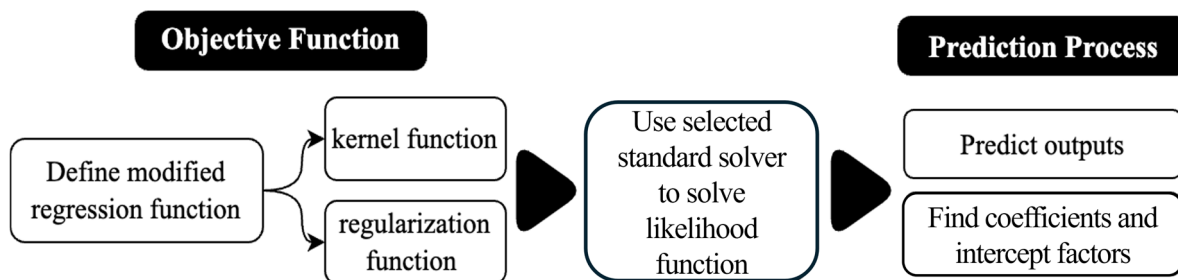 Objective Function
Prediction Process
Define modified
regression function
kernel function
regularization
function
Use selected
standard solver
to solve
likelihood
function
Predict outputs
Find coefficients and
intercept factors